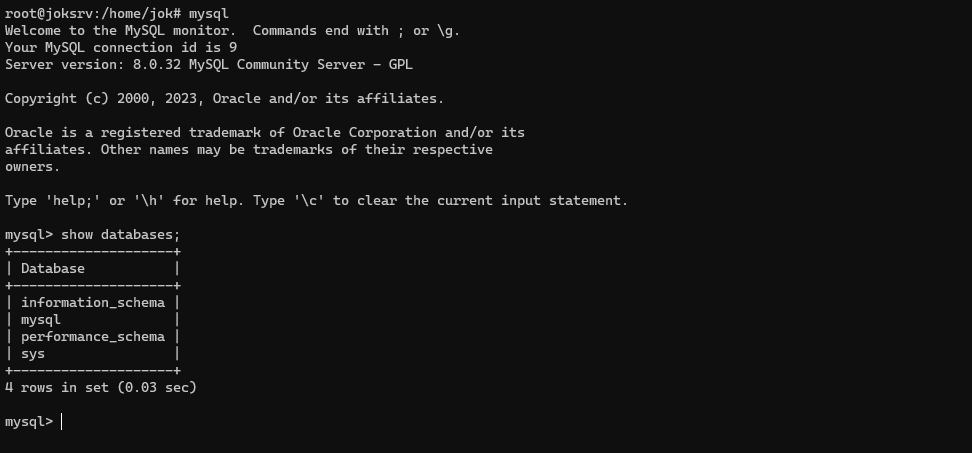 root@joksrv:/home/jok# mysql
Welcome to the MySQL monitor.  Commands end with ; or \g.
Your MySQL connection id is 9
Server version: 8.0.32 MySQL Community Server - GPL
Copyright (c) 2000, 2023, Oracle and/or its affiliates.
Oracle is a registered trademark of Oracle Corporation and/or its
affiliates. Other names may be trademarks of their respective
owners.
Type 'help;' or '\h' for help. Type '\c' to clear the current input statement.
mysql> show databases;
+--------------------+
| Database           |
+--------------------+
| information_schema |
| mysql              |
| performance_schema |
| sys                |
+--------------------+
4 rows in set (0.03 sec)
mysql>